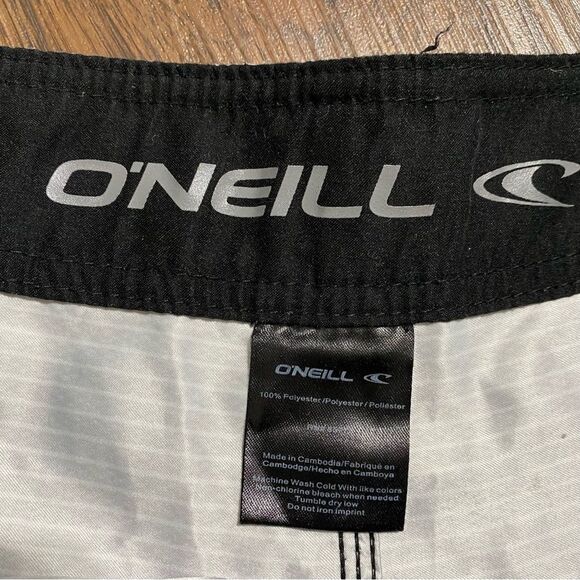 O'NEILL
O'NEILL
100% Polyester/Polyester/Poliéster
Made in Cambodia/Fabriqué en
Cambodge/Hecho en Camboya
Machine Wash Cold With like colors
Non-chlorine bleach when needed
Tumble dry low
Do not iron imprint